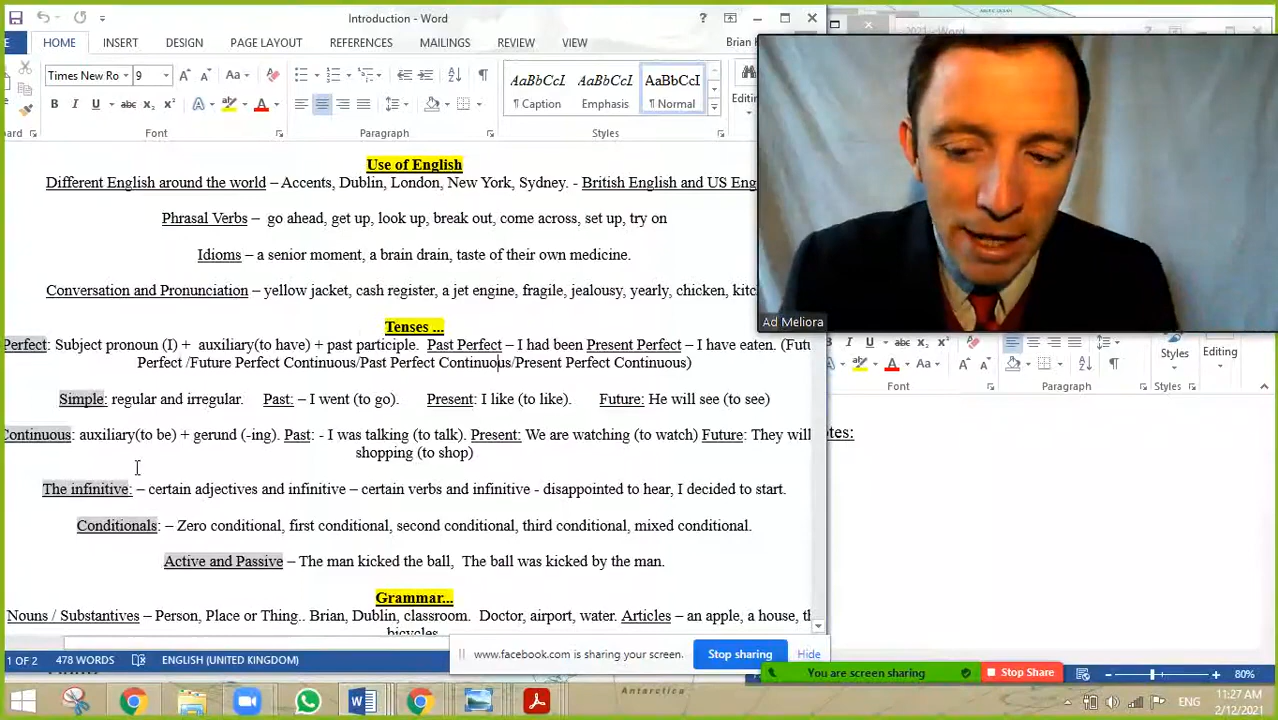 Introduction - Word
HOME INSERT DESIGN PAGE LAYOUT REFERENCES MAILINGS REVIEW VIEW Brian
Times New Ro 9
AaBbCcI AaBbCcI AaBbCcI
¶ Caption Emphasis ¶ Normal
Editing
Font Paragraph Styles
Use of English
Different English around the world – Accents, Dublin, London, New York, Sydney. - British English and US Eng
Phrasal Verbs – go ahead, get up, look up, break out, come across, set up, try on
Idioms – a senior moment, a brain drain, taste of their own medicine.
Conversation and Pronunciation – yellow jacket, cash register, a jet engine, fragile, jealousy, yearly, chicken, kitc
Tenses ...
Perfect: Subject pronoun (I) + auxiliary(to have) + past participle. Past Perfect – I had been Present Perfect – I have eaten. (Futu
Perfect /Future Perfect Continuous/Past Perfect Continuous/Present Perfect Continuous)
Simple: regular and irregular. Past: – I went (to go). Present: I like (to like). Future: He will see (to see)
Continuous: auxiliary(to be) + gerund (-ing). Past: - I was talking (to talk). Present: We are watching (to watch) Future: They will
shopping (to shop)
The infinitive: – certain adjectives and infinitive – certain verbs and infinitive - disappointed to hear, I decided to start.
Conditionals: – Zero conditional, first conditional, second conditional, third conditional, mixed conditional.
Active and Passive – The man kicked the ball, The ball was kicked by the man.
Grammar...
Nouns / Substantives – Person, Place or Thing.. Brian, Dublin, classroom. Doctor, airport, water. Articles – an apple, a house, th
bicycles
1 OF 2 478 WORDS ENGLISH (UNITED KINGDOM)
www.facebook.com is sharing your screen. Stop sharing Hide
2021 - Word
Ad Meliora
Styles Editing
Font Paragraph Styles
otes:
You are screen sharing Stop Share
80%
Antarctica
ENG
11:27 AM
2/12/2021